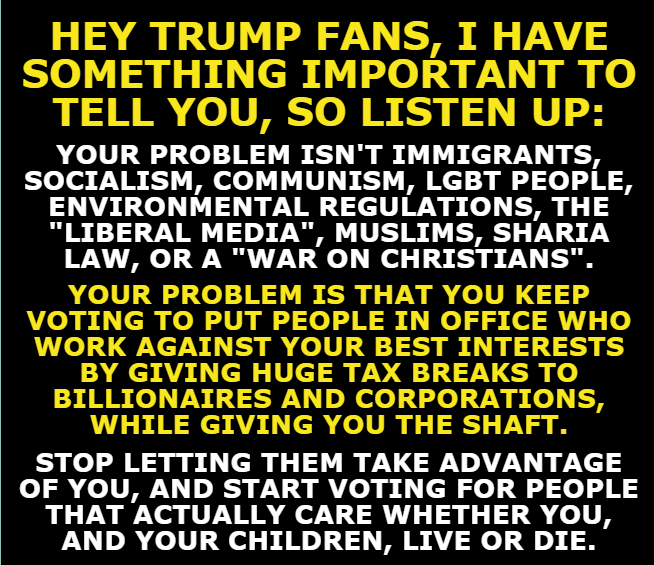 HEY TRUMP FANS, I HAVE
SOMETHING IMPORTANT TO
TELL YOU, SO LISTEN UP:
YOUR PROBLEM ISN'T IMMIGRANTS,
SOCIALISM, COMMUNISM, LGBT PEOPLE,
ENVIRONMENTAL REGULATIONS, THE
"LIBERAL MEDIA", MUSLIMS, SHARIA
LAW, OR A "WAR ON CHRISTIANS".
YOUR PROBLEM IS THAT YOU KEEP
VOTING TO PUT PEOPLE IN OFFICE WHO
WORK AGAINST YOUR BEST INTERESTS
BY GIVING HUGE TAX BREAKS TO
BILLIONAIRES AND CORPORATIONS,
WHILE GIVING YOU THE SHAFT.
STOP LETTING THEM TAKE ADVANTAGE
OF YOU, AND START VOTING FOR PEOPLE
THAT ACTUALLY CARE WHETHER YOU,
AND YOUR CHILDREN, LIVE OR DIE.